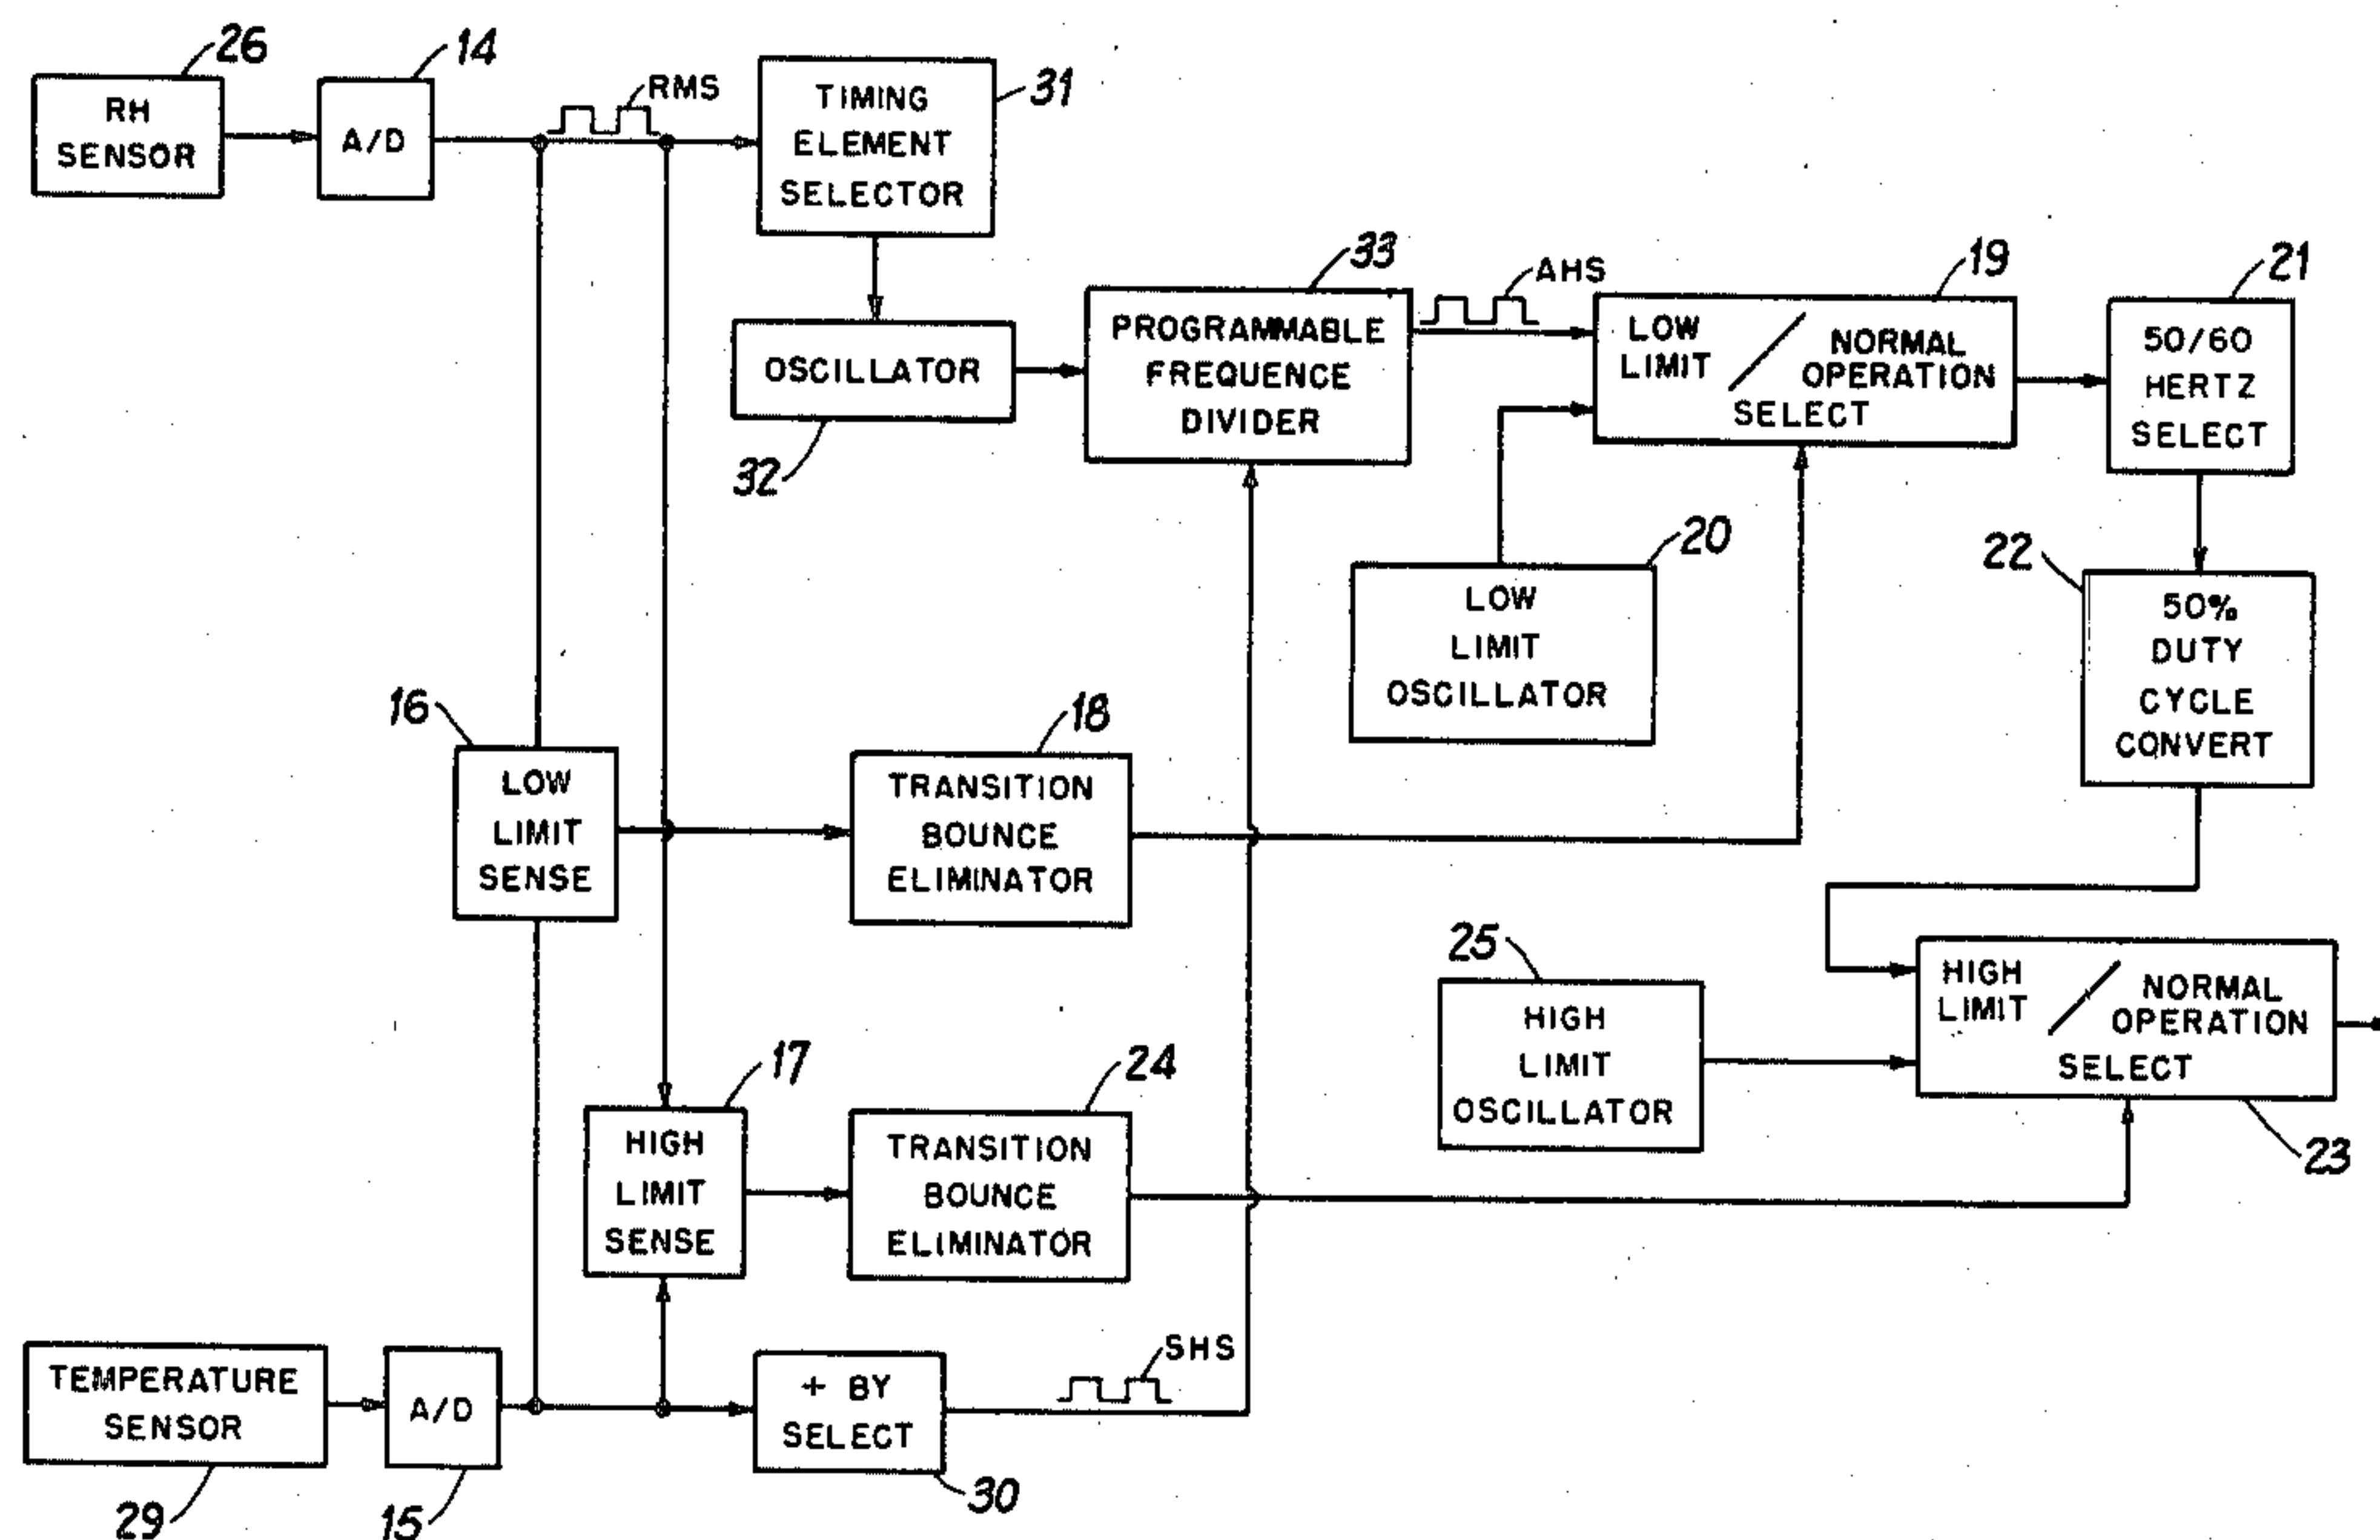 26
RH
SENSOR
14
A/D
RMS
31
TIMING
ELEMENT
SELECTOR
32
OSCILLATOR
33
PROGRAMMABLE
FREQUENCE
DIVIDER
AHS
19
LOW
LIMIT
/
NORMAL
OPERATION
SELECT
21
50/60
HERTZ
SELECT
20
LOW
LIMIT
OSCILLATOR
22
50%
DUTY
CYCLE
CONVERT
16
LOW
LIMIT
SENSE
18
TRANSITION
BOUNCE
ELIMINATOR
25
HIGH
LIMIT
OSCILLATOR
HIGH
LIMIT
/
NORMAL
OPERATION
SELECT
23
17
HIGH
LIMIT
SENSE
24
TRANSITION
BOUNCE
ELIMINATOR
TEMPERATURE
SENSOR
29
A/D
15
+ BY
SELECT
30
SHS